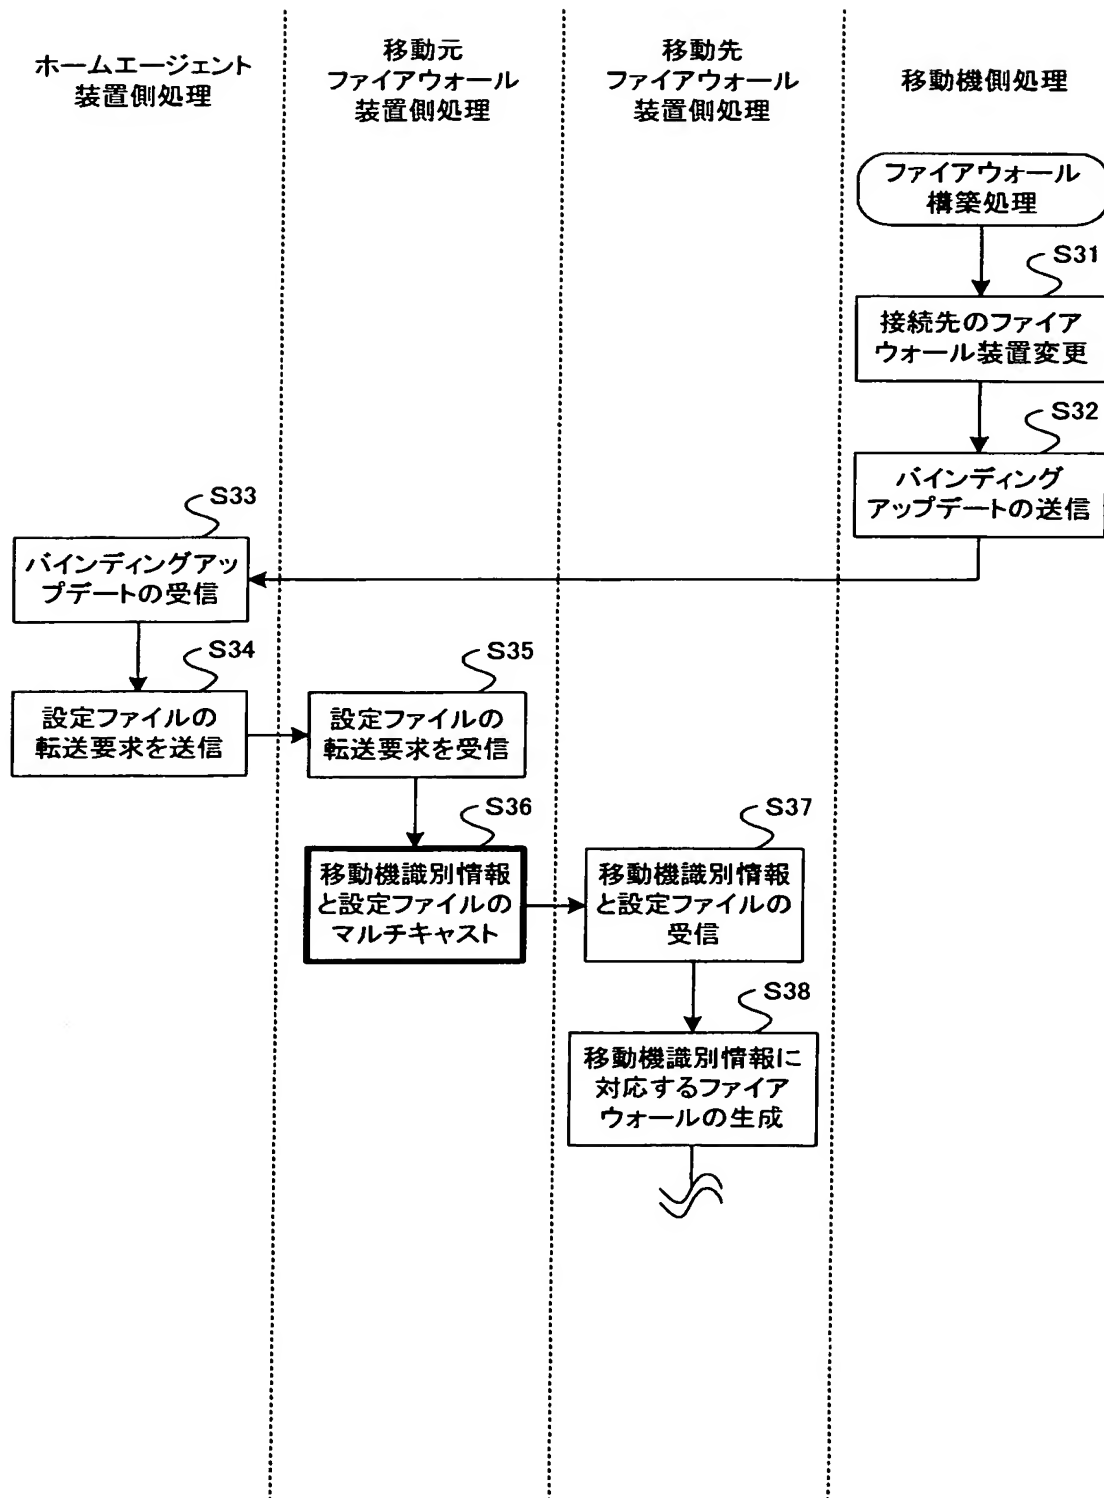 ホームエージェント
装置側処理
移動元
ファイアウォール
装置側処理
移動先
ファイアウォール
装置側処理
移動機側処理
ファイアウォール
構築処理
S31
接続先のファイア
ウォール装置変更
S32
バインディング
アップデートの送信
S33
バインディングアッ
プデートの受信
S34
設定ファイルの
転送要求を送信
S35
設定ファイルの
転送要求を受信
S36
移動機識別情報
と設定ファイルの
マルチキャスト
S37
移動機識別情報
と設定ファイルの
受信
S38
移動機識別情報に
対応するファイア
ウォールの生成